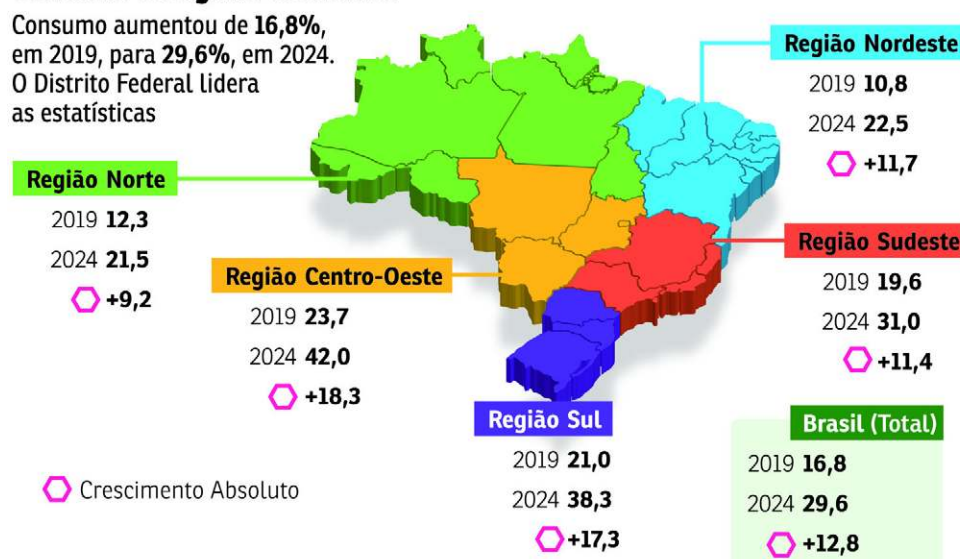 Consumo aumentou de 16,8%,
em 2019, para 29,6%, em 2024.
O Distrito Federal lidera
as estatísticas
Região Nordeste
2019 10,8
2024 22,5
+11,7
Região Norte
2019 12,3
2024 21,5
+9,2
Região Sudeste
2019 19,6
2024 31,0
+11,4
Região Centro-Oeste
2019 23,7
2024 42,0
+18,3
Região Sul
2019 21,0
2024 38,3
+17,3
Brasil (Total)
2019 16,8
2024 29,6
+12,8
Crescimento Absoluto